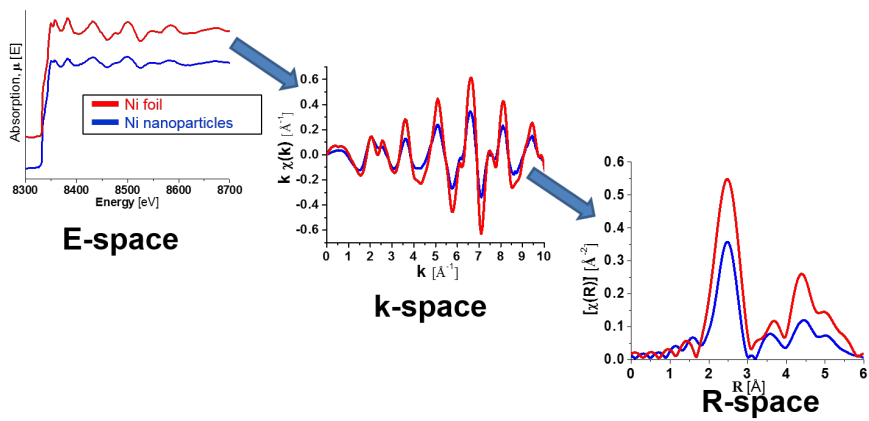 Absorption, μ [E]
Ni foil
Ni nanoparticles
8300 8400 8500 8600 8700
Energy [eV]
E-space
k χ(k) [Å-1]
0.6
0.4
0.2
0.0
-0.2
-0.4
-0.6
0 1 2 3 4 5 6 7 8 9 10
k [Å-1]
k-space
[χ(R)] [Å-2]
0.6
0.5
0.4
0.3
0.2
0.1
0.0
0 1 2 3 4 5 6
R [Å]
R-space